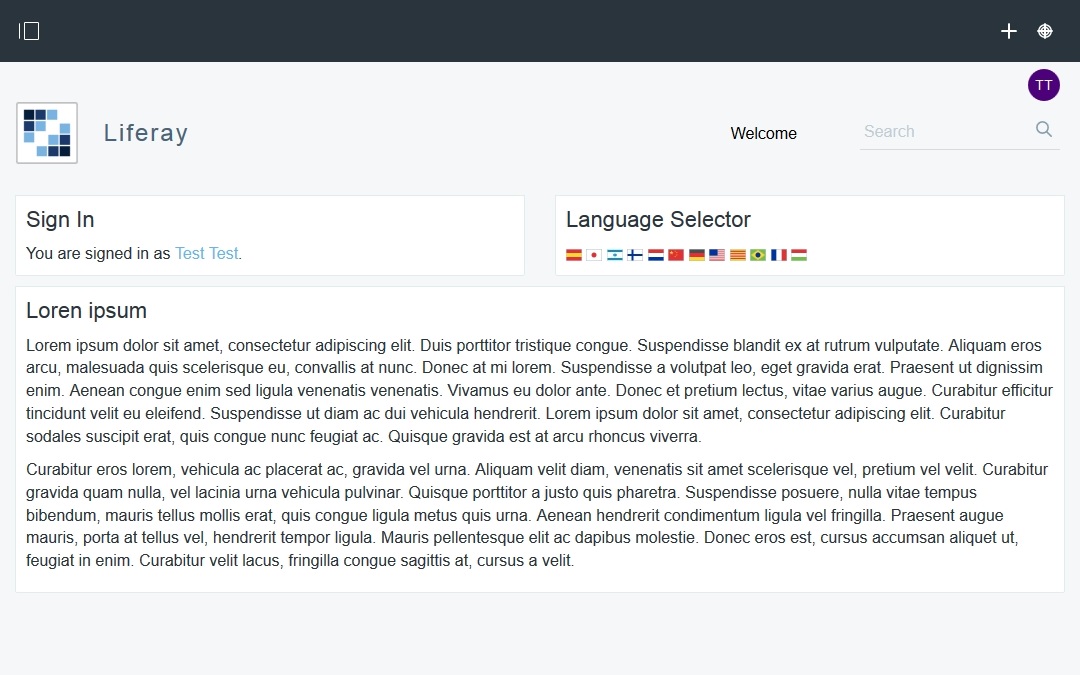 TT
Liferay
Welcome
Search
Sign In
You are signed in as Test Test.
Language Selector
Loren ipsum
Lorem ipsum dolor sit amet, consectetur adipiscing elit. Duis porttitor tristique congue. Suspendisse blandit ex at rutrum vulputate. Aliquam eros
arcu, malesuada quis scelerisque eu, convallis at nunc. Donec at mi lorem. Suspendisse a volutpat leo, eget gravida erat. Praesent ut dignissim
enim. Aenean congue enim sed ligula venenatis venenatis. Vivamus eu dolor ante. Donec et pretium lectus, vitae varius augue. Curabitur efficitur
tincidunt velit eu eleifend. Suspendisse ut diam ac dui vehicula hendrerit. Lorem ipsum dolor sit amet, consectetur adipiscing elit. Curabitur
sodales suscipit erat, quis congue nunc feugiat ac. Quisque gravida est at arcu rhoncus viverra.
Curabitur eros lorem, vehicula ac placerat ac, gravida vel urna. Aliquam velit diam, venenatis sit amet scelerisque vel, pretium vel velit. Curabitur
gravida quam nulla, vel lacinia urna vehicula pulvinar. Quisque porttitor a justo quis pharetra. Suspendisse posuere, nulla vitae tempus
bibendum, mauris tellus mollis erat, quis congue ligula metus quis urna. Aenean hendrerit condimentum ligula vel fringilla. Praesent augue
mauris, porta at tellus vel, hendrerit tempor ligula. Mauris pellentesque elit ac dapibus molestie. Donec eros est, cursus accumsan aliquet ut,
feugiat in enim. Curabitur velit lacus, fringilla congue sagittis at, cursus a velit.